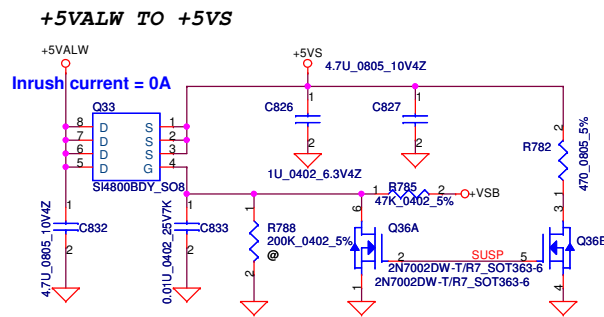 +5VALW TO +5VS
+5VALW
+5VS
4.7U_0805_10V4Z
Inrush current = 0A
Q33
8 D S 1
7 D S 2
6 D S 3
5 D G 4
SI4800BDY_SO8
C826
1
2
C827
1
2
R782
2
1
470_0805_5%
1U_0402_6.3V4Z
1 R785 2
+VSB
47K_0402_5%
C832
1
2
4.7U_0805_10V4Z
C833
1
2
0.01U_0402_25V7K
R788
1
2
200K_0402_5%
@
Q36A
6
2
1
SUSP
2N7002DW-T/R7_SOT363-6
2N7002DW-T/R7_SOT363-6
Q36B
3
5
4